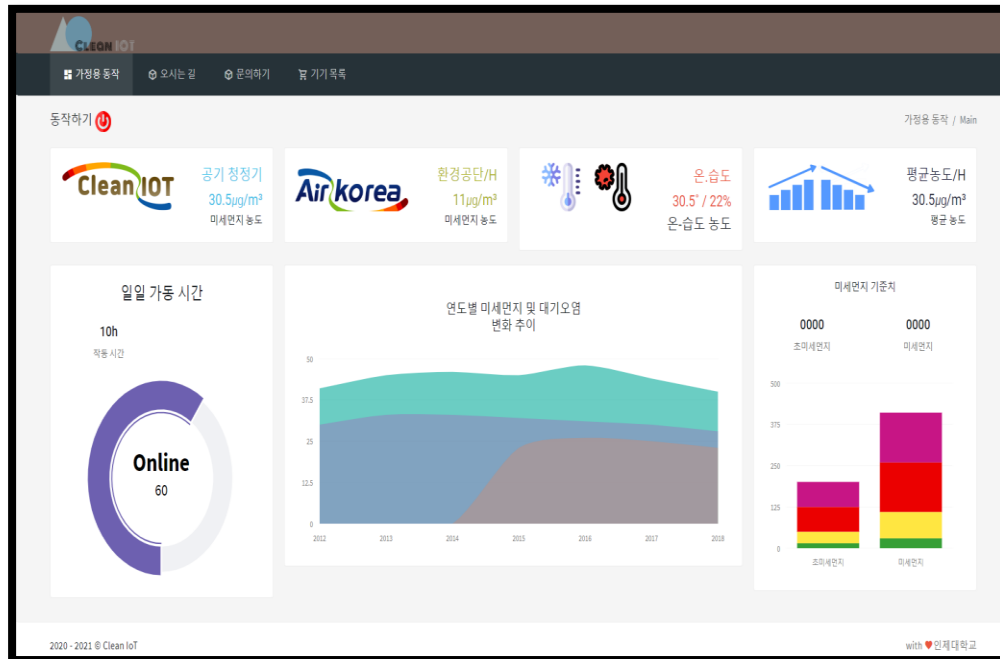 CLEAN IOT
가정용 동작
오시는 길
문의하기
기기 목록
동작하기
가정용 동작 / Main
Clean IOT
공기 청정기
30.5µg/m³
미세먼지 농도
Air korea
환경공단/H
11µg/m³
미세먼지 농도
온.습도
30.5˚ / 22%
온-습도 농도
평균농도/H
30.5µg/m³
평균 농도
일일 가동 시간
10h
작동 시간
Online
60
연도별 미세먼지 및 대기오염
변화 추이
50
37.5
25
12.5
0
2012 2013 2014 2015 2016 2017 2018
미세먼지 기준치
0000 0000
초미세먼지 미세먼지
500
375
250
125
0
초미세먼지 미세먼지
2020 - 2021 © Clean IoT
with ♥인제대학교